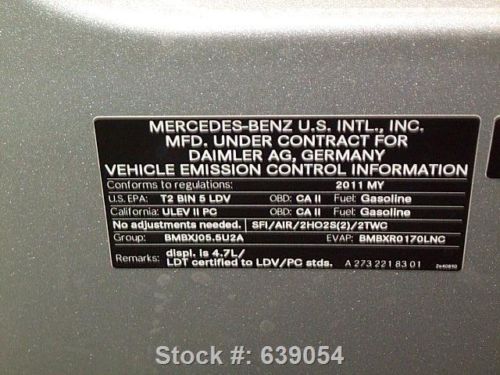 MERCEDES-BENZ U.S. INTL., INC.
MFD. UNDER CONTRACT FOR
DAIMLER AG, GERMANY
VEHICLE EMISSION CONTROL INFORMATION
Conforms to regulations: 2011 MY
U.S. EPA: T2 BIN 5 LDV OBD: CA II Fuel: Gasoline
California: ULEV II PC OBD: CA II Fuel: Gasoline
No adjustments needed. SFI/AIR/2HO2S(2)/2TWC
Group: BMBXJ05.5U2A EVAP: BMBXR0170LNC
Remarks: displ. is 4.7L/
LDT certified to LDV/PC stds. A 273 221 83 01
Stock #: 639054